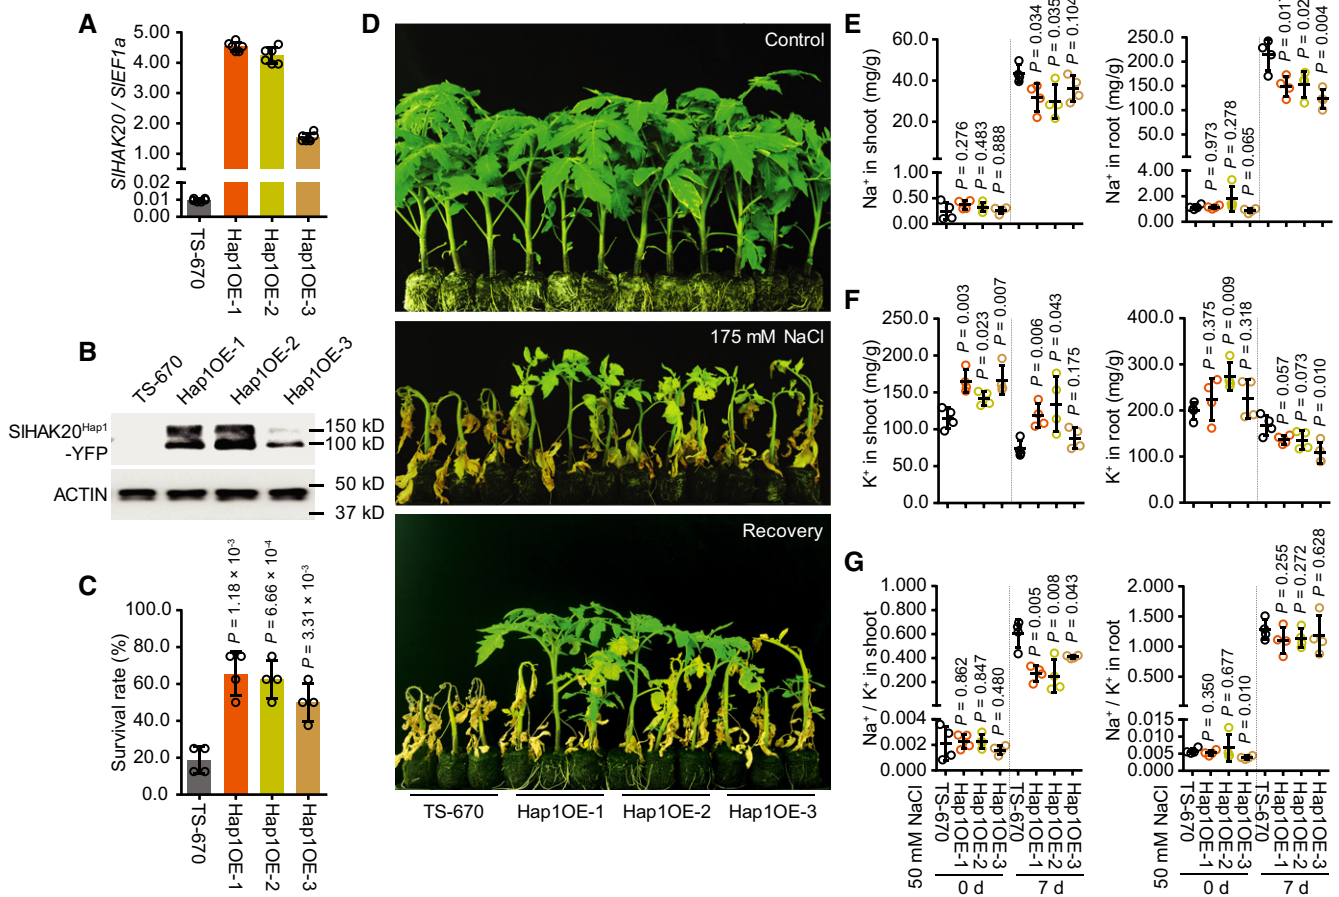 A
SlHAK20 / SlEF1a
5.00
4.00
3.00
2.00
1.00
0.02
0.01
0.00
TS-670
Hap1OE-1
Hap1OE-2
Hap1OE-3
B
TS-670
Hap1OE-1
Hap1OE-2
Hap1OE-3
SlHAK20Hap1
-YFP
150 kD
100 kD
ACTIN
50 kD
37 kD
C
Survival rate (%)
100.0
80.0
60.0
40.0
20.0
0.0
P = 1.18 × 10-3
P = 6.66 × 10-4
P = 3.31 × 10-3
TS-670
Hap1OE-1
Hap1OE-2
Hap1OE-3
D
Control
175 mM NaCl
Recovery
TS-670
Hap1OE-1
Hap1OE-2
Hap1OE-3
E
Na+ in shoot (mg/g)
60.0
40.0
20.0
1.00
0.50
0.00
P = 0.276
P = 0.483
P = 0.888
P = 0.034
P = 0.035
P = 0.104
Na+ in root (mg/g)
250.0
200.0
150.0
100.0
50.0
4.00
2.00
0.00
P = 0.973
P = 0.278
P = 0.065
P = 0.004
F
K+ in shoot (mg/g)
250.0
200.0
150.0
100.0
50.0
0.0
P = 0.003
P = 0.023
P = 0.007
P = 0.006
P = 0.043
P = 0.175
K+ in root (mg/g)
400.0
300.0
200.0
100.0
0.0
P = 0.375
P = 0.009
P = 0.318
P = 0.057
P = 0.073
P = 0.010
G
Na+ / K+ in shoot
1.000
0.800
0.600
0.400
0.200
0.004
0.002
0.000
P = 0.862
P = 0.847
P = 0.480
P = 0.005
P = 0.008
P = 0.043
50 mM NaCl
TS-670
Hap1OE-1
Hap1OE-2
Hap1OE-3
TS-670
Hap1OE-1
Hap1OE-2
Hap1OE-3
0 d
7 d
Na+ / K+ in root
2.000
1.500
1.000
0.500
0.015
0.010
0.005
0.000
P = 0.350
P = 0.677
P = 0.010
P = 0.255
P = 0.272
P = 0.628
50 mM NaCl
TS-670
Hap1OE-1
Hap1OE-2
Hap1OE-3
TS-670
Hap1OE-1
Hap1OE-2
Hap1OE-3
0 d
7 d